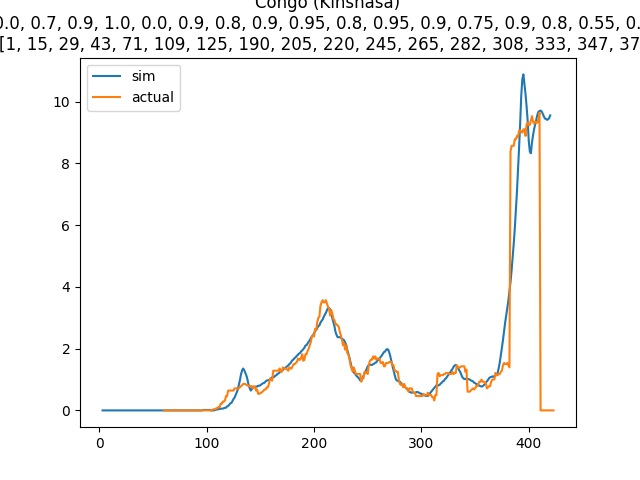 Congo (Kinshasa)
0.0, 0.7, 0.9, 1.0, 0.0, 0.9, 0.8, 0.9, 0.95, 0.8, 0.95, 0.9, 0.75, 0.9, 0.8, 0.55, 0.
[1, 15, 29, 43, 71, 109, 125, 190, 205, 220, 245, 265, 282, 308, 333, 347, 37
sim
actual
10
8
6
4
2
0
0 100 200 300 400